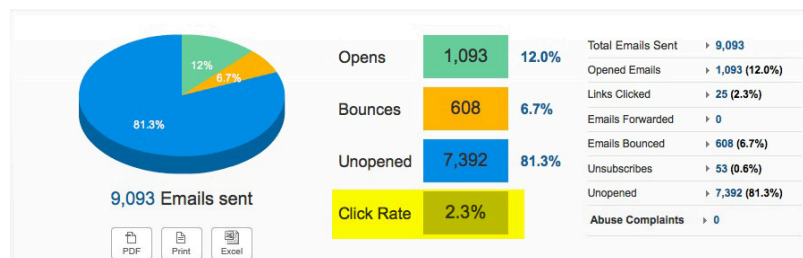 12%
6.7%
81.3%
9,093 Emails sent
PDF
Print
Excel
Opens 1,093 12.0%
Bounces 608 6.7%
Unopened 7,392 81.3%
Click Rate 2.3%
Total Emails Sent 9,093
Opened Emails 1,093 (12.0%)
Links Clicked 25 (2.3%)
Emails Forwarded 0
Emails Bounced 608 (6.7%)
Unsubscribes 53 (0.6%)
Unopened 7,392 (81.3%)
Abuse Complaints 0